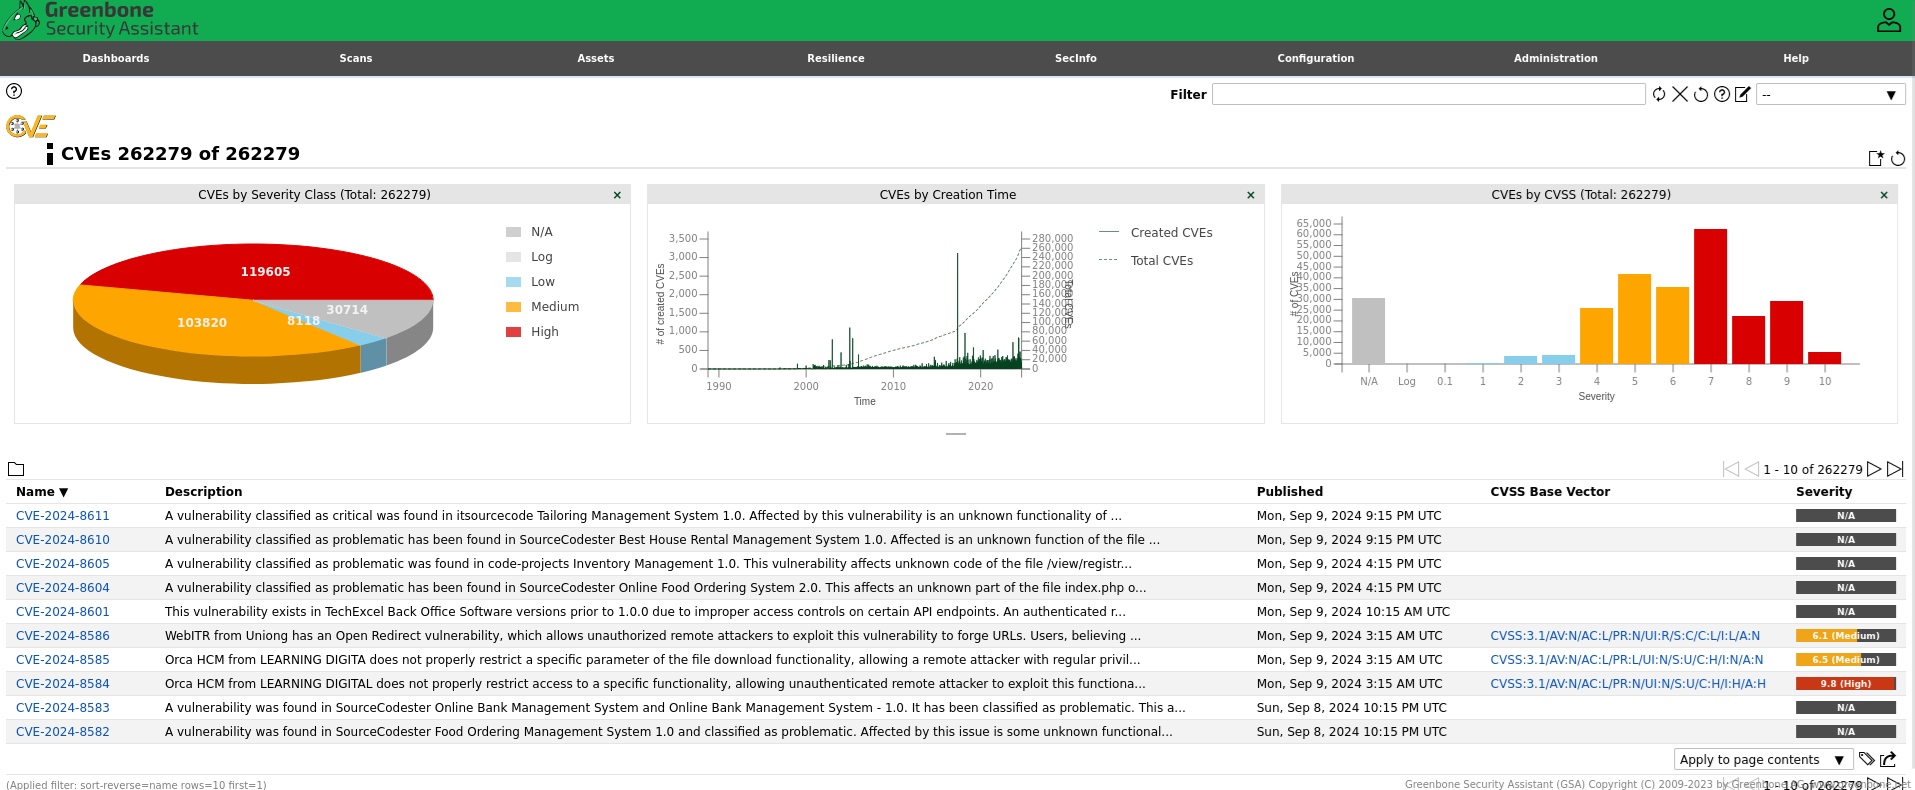 Greenbone
Security Assistant
Dashboards Scans Assets Resilience SecInfo Configuration Administration Help
Filter --
CVE
CVEs 262279 of 262279
CVEs by Severity Class (Total: 262279) ×
119605
103820
8118
30714
N/A
Log
Low
Medium
High
CVEs by Creation Time ×
# of created CVEs
3,500
3,000
2,500
2,000
1,500
1,000
500
0
280,000
260,000
240,000
220,000
200,000
180,000
160,000
140,000
120,000
100,000
80,000
60,000
40,000
20,000
0
Total CVEs
1990 2000 2010 2020
Time
Created CVEs
Total CVEs
CVEs by CVSS (Total: 262279) ×
# of CVEs
65,000
60,000
55,000
50,000
45,000
40,000
35,000
30,000
25,000
20,000
15,000
10,000
5,000
0
N/A Log 0.1 1 2 3 4 5 6 7 8 9 10
Severity
1 - 10 of 262279
Name ▼ Description Published CVSS Base Vector Severity
CVE-2024-8611 A vulnerability classified as critical was found in itsourcecode Tailoring Management System 1.0. Affected by this vulnerability is an unknown functionality of ... Mon, Sep 9, 2024 9:15 PM UTC N/A
CVE-2024-8610 A vulnerability classified as problematic has been found in SourceCodester Best House Rental Management System 1.0. Affected is an unknown function of the file ... Mon, Sep 9, 2024 9:15 PM UTC N/A
CVE-2024-8605 A vulnerability classified as problematic was found in code-projects Inventory Management 1.0. This vulnerability affects unknown code of the file /view/registr... Mon, Sep 9, 2024 4:15 PM UTC N/A
CVE-2024-8604 A vulnerability classified as problematic has been found in SourceCodester Online Food Ordering System 2.0. This affects an unknown part of the file index.php o... Mon, Sep 9, 2024 4:15 PM UTC N/A
CVE-2024-8601 This vulnerability exists in TechExcel Back Office Software versions prior to 1.0.0 due to improper access controls on certain API endpoints. An authenticated r... Mon, Sep 9, 2024 10:15 AM UTC N/A
CVE-2024-8586 WebITR from Uniong has an Open Redirect vulnerability, which allows unauthorized remote attackers to exploit this vulnerability to forge URLs. Users, believing ... Mon, Sep 9, 2024 3:15 AM UTC CVSS:3.1/AV:N/AC:L/PR:N/UI:R/S:C/C:L/I:L/A:N 6.1 (Medium)
CVE-2024-8585 Orca HCM from LEARNING DIGITA does not properly restrict a specific parameter of the file download functionality, allowing a remote attacker with regular privil... Mon, Sep 9, 2024 3:15 AM UTC CVSS:3.1/AV:N/AC:L/PR:L/UI:N/S:U/C:H/I:N/A:N 6.5 (Medium)
CVE-2024-8584 Orca HCM from LEARNING DIGITAL does not properly restrict access to a specific functionality, allowing unauthenticated remote attacker to exploit this functiona... Mon, Sep 9, 2024 3:15 AM UTC CVSS:3.1/AV:N/AC:L/PR:N/UI:N/S:U/C:H/I:H/A:H 9.8 (High)
CVE-2024-8583 A vulnerability was found in SourceCodester Online Bank Management System and Online Bank Management System - 1.0. It has been classified as problematic. This a... Sun, Sep 8, 2024 10:15 PM UTC N/A
CVE-2024-8582 A vulnerability was found in SourceCodester Food Ordering Management System 1.0 and classified as problematic. Affected by this issue is some unknown functional... Sun, Sep 8, 2024 10:15 PM UTC N/A
Apply to page contents ▼
(Applied filter: sort-reverse=name rows=10 first=1)
1 - 10 of 262279
Greenbone Security Assistant (GSA) Copyright (C) 2009-2023 by Greenbone AG, www.greenbone.net